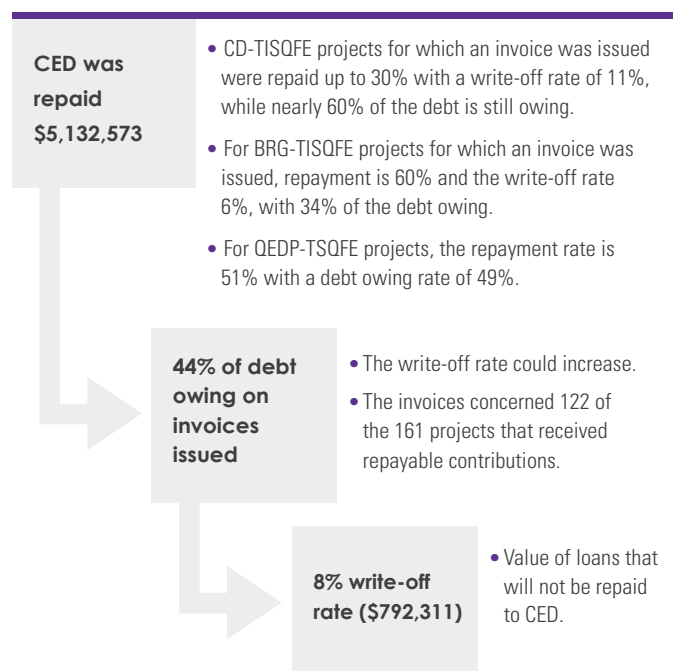 CED was
repaid
$5,132,573
• CD-TISQFE projects for which an invoice was issued
were repaid up to 30% with a write-off rate of 11%,
while nearly 60% of the debt is still owing.
• For BRG-TISQFE projects for which an invoice was
issued, repayment is 60% and the write-off rate
6%, with 34% of the debt owing.
• For QEDP-TSQFE projects, the repayment rate is
51% with a debt owing rate of 49%.
44% of debt
owing on
invoices
issued
• The write-off rate could increase.
• The invoices concerned 122 of
the 161 projects that received
repayable contributions.
8% write-off
rate ($792,311)
• Value of loans that
will not be repaid
to CED.